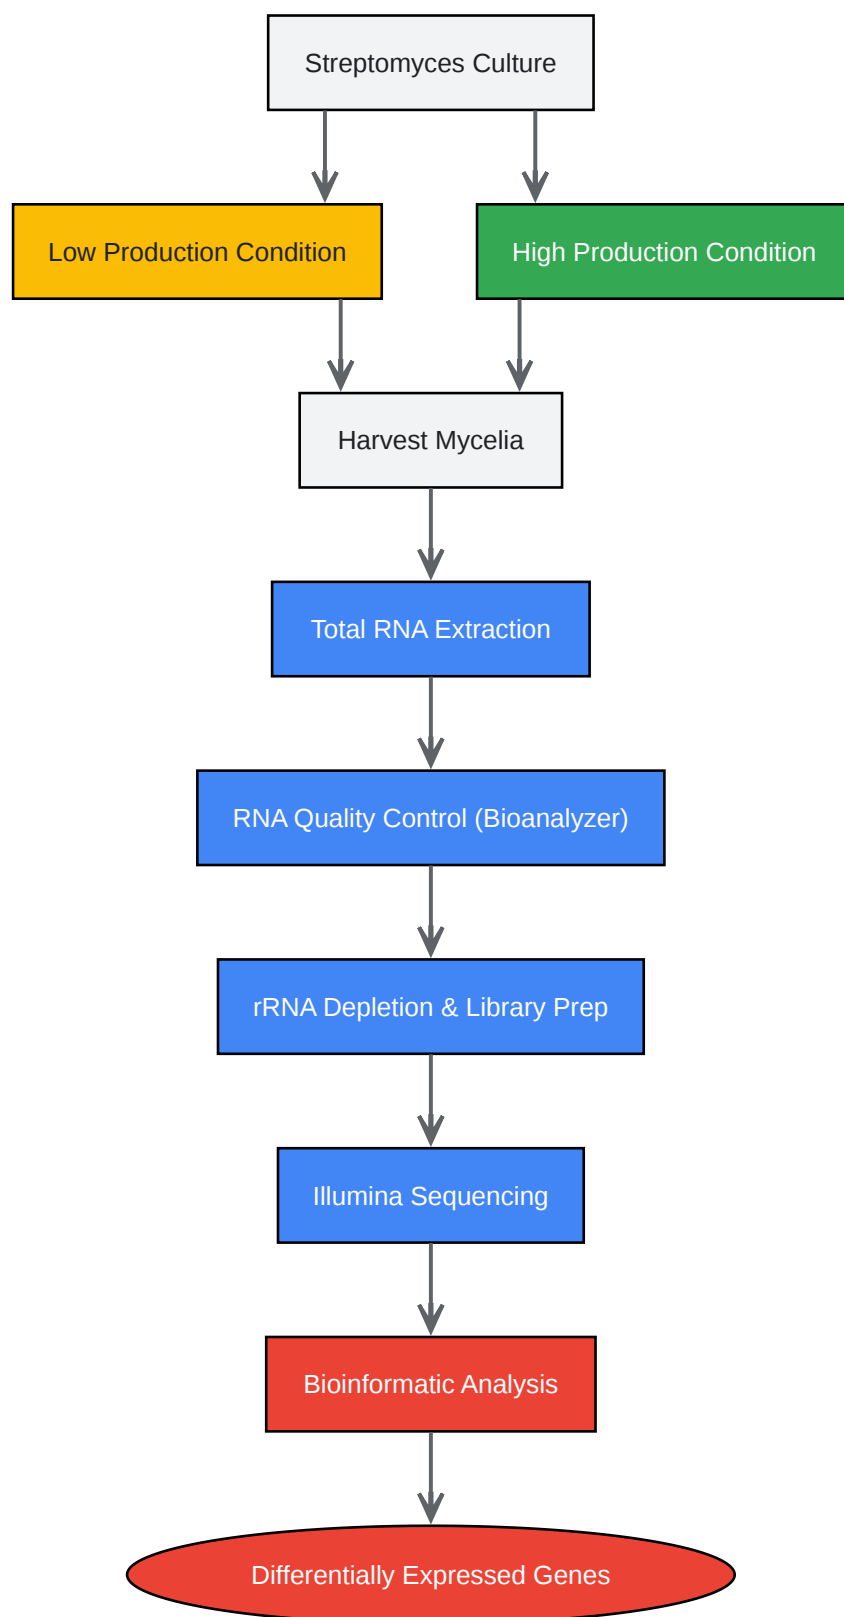 Streptomyces Culture
Low Production Condition
High Production Condition
Harvest Mycelia
Total RNA Extraction
RNA Quality Control (Bioanalyzer)
rRNA Depletion & Library Prep
Illumina Sequencing
Bioinformatic Analysis
Differentially Expressed Genes